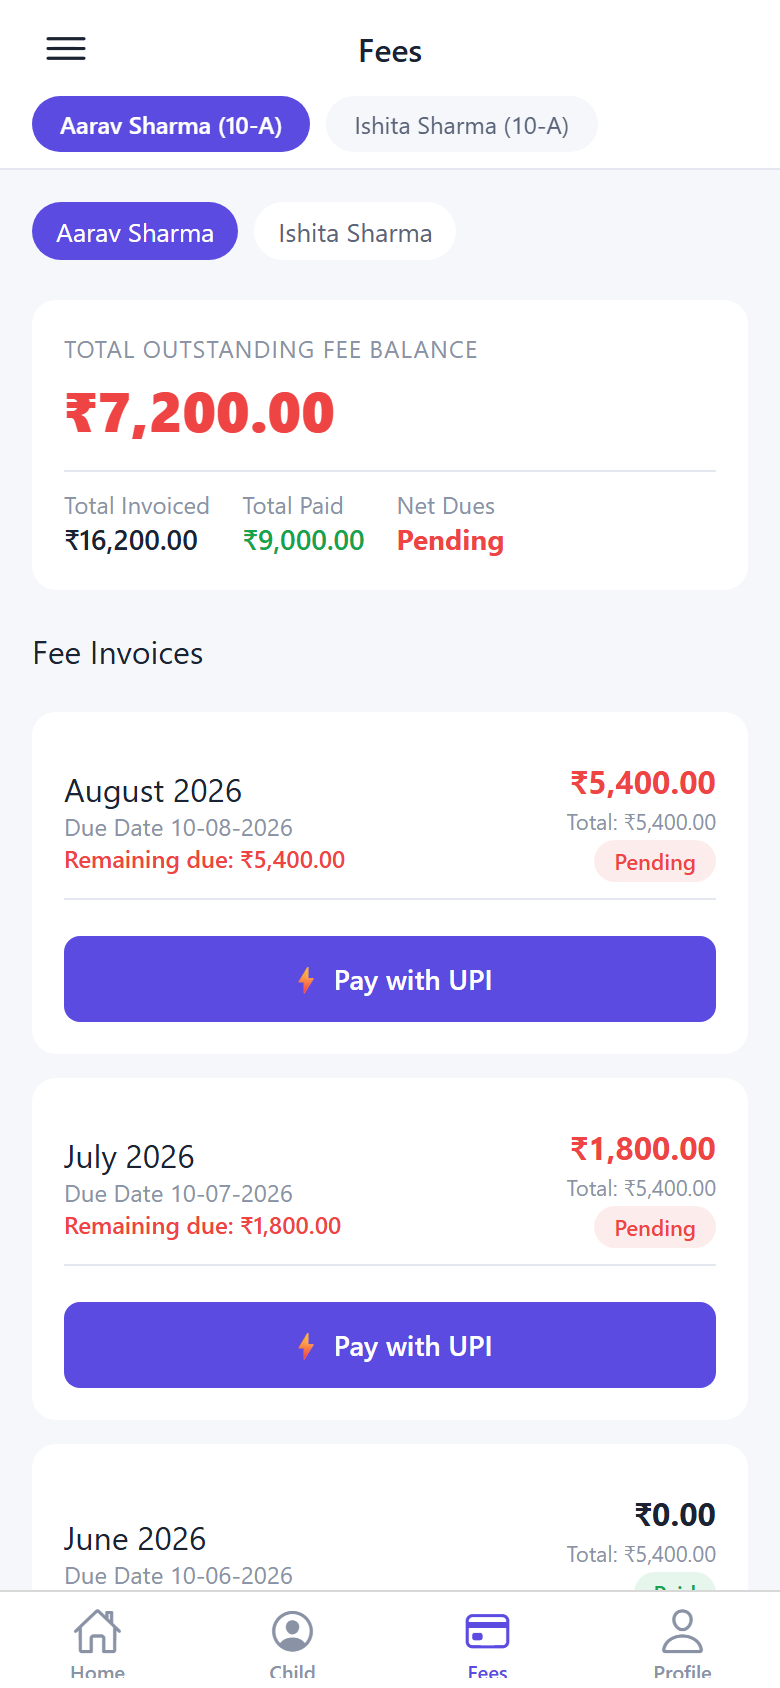 Fees
Aarav Sharma (10-A)
Ishita Sharma (10-A)
Aarav Sharma
Ishita Sharma
TOTAL OUTSTANDING FEE BALANCE
₹7,200.00
Total Invoiced
₹16,200.00
Total Paid
₹9,000.00
Net Dues
Pending
Fee Invoices
August 2026
Due Date 10-08-2026
Remaining due: ₹5,400.00
₹5,400.00
Total: ₹5,400.00
Pending
Pay with UPI
July 2026
Due Date 10-07-2026
Remaining due: ₹1,800.00
₹1,800.00
Total: ₹5,400.00
Pending
Pay with UPI
June 2026
Due Date 10-06-2026
₹0.00
Total: ₹5,400.00
Paid
Home
Child
Fees
Profile